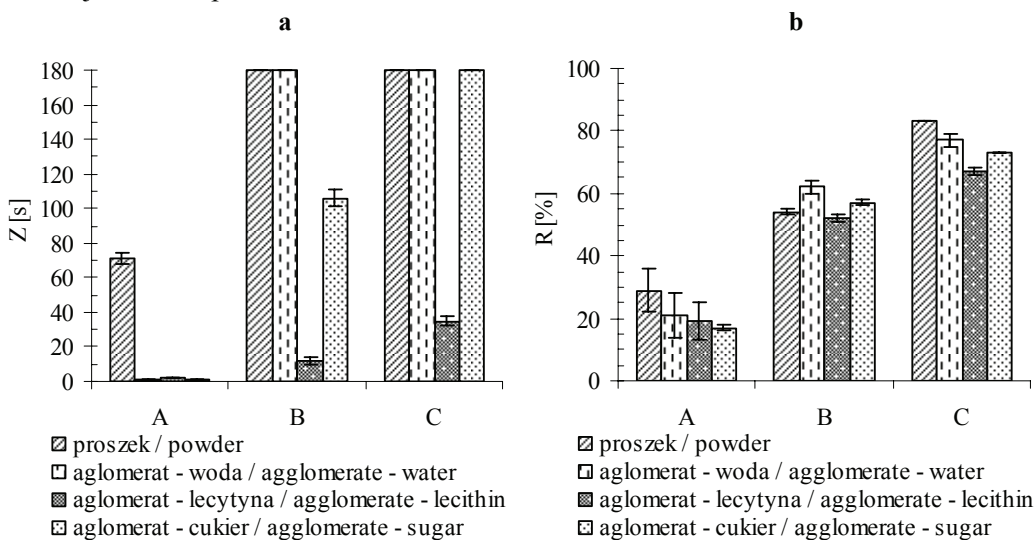 a
b
180
160
140
120
100
80
60
40
20
0
Z [s]
A B C
proszek / powder
aglomerat - woda / agglomerate - water
aglomerat - lecytyna / agglomerate - lecithin
aglomerat - cukier / agglomerate - sugar
100
80
60
40
20
0
R [%]
A B C
proszek / powder
aglomerat - woda / agglomerate - water
aglomerat - lecytyna / agglomerate - lecithin
aglomerat - cukier / agglomerate - sugar